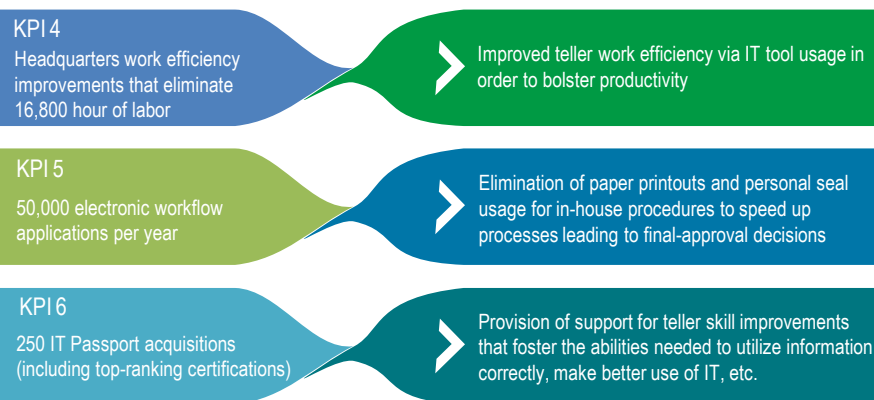 KPI 4
Headquarters work efficiency
improvements that eliminate
16,800 hour of labor
Improved teller work efficiency via IT tool usage in
order to bolster productivity
KPI 5
50,000 electronic workflow
applications per year
Elimination of paper printouts and personal seal
usage for in-house procedures to speed up
processes leading to final-approval decisions
KPI 6
250 IT Passport acquisitions
(including top-ranking certifications)
Provision of support for teller skill improvements
that foster the abilities needed to utilize information
correctly, make better use of IT, etc.